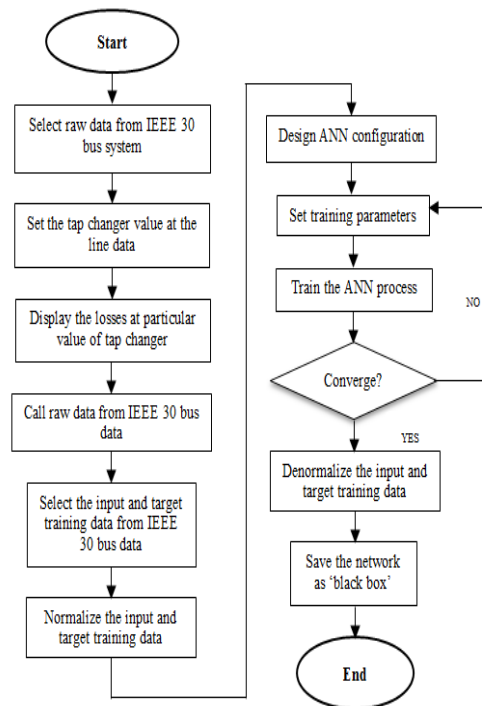 Start
Select raw data from IEEE 30
bus system
Set the tap changer value at the
line data
Display the losses at particular
value of tap changer
Call raw data from IEEE 30 bus
data
Select the input and target
training data from IEEE
30 bus data
Normalize the input and
target training data
Design ANN configuration
Set training parameters
Train the ANN process
NO
Converge?
YES
Denormalize the input and
target training data
Save the network
as ‘black box’
End